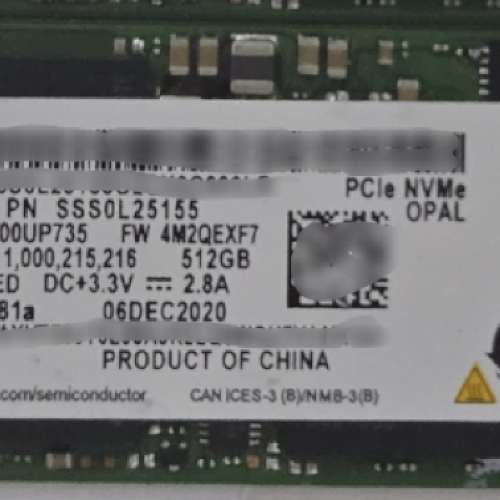 PCIe NVMe
OPAL
PN SSS0L25155
00UP735 FW 4M2QEXF7
1,000,215,216 512GB
ED DC+3.3V ⎓ 2.8A
81a 06DEC2020
PRODUCT OF CHINA
.com/semiconductor CAN ICES-3 (B)/NMB-3(B)